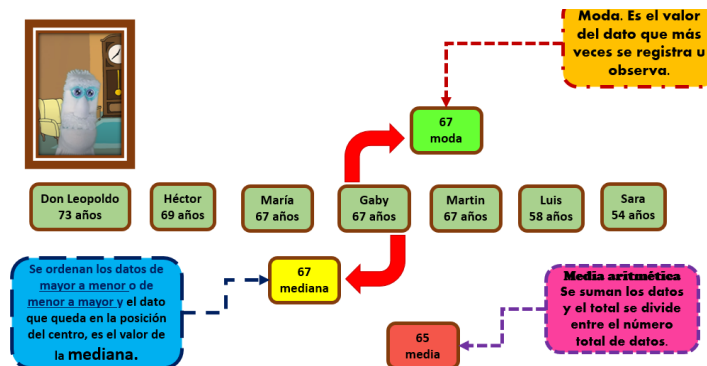 Moda. Es el valor
del dato que más
veces se registra u
observa.
67
moda
Don Leopoldo
73 años
Héctor
69 años
María
67 años
Gaby
67 años
Martin
67 años
Luis
58 años
Sara
54 años
Se ordenan los datos de
mayor a menor o de
menor a mayor y el dato
que queda en la posición
del centro, es el valor de
la mediana.
67
mediana
Media aritmética
Se suman los datos
y el total se divide
entre el número
total de datos.
65
media